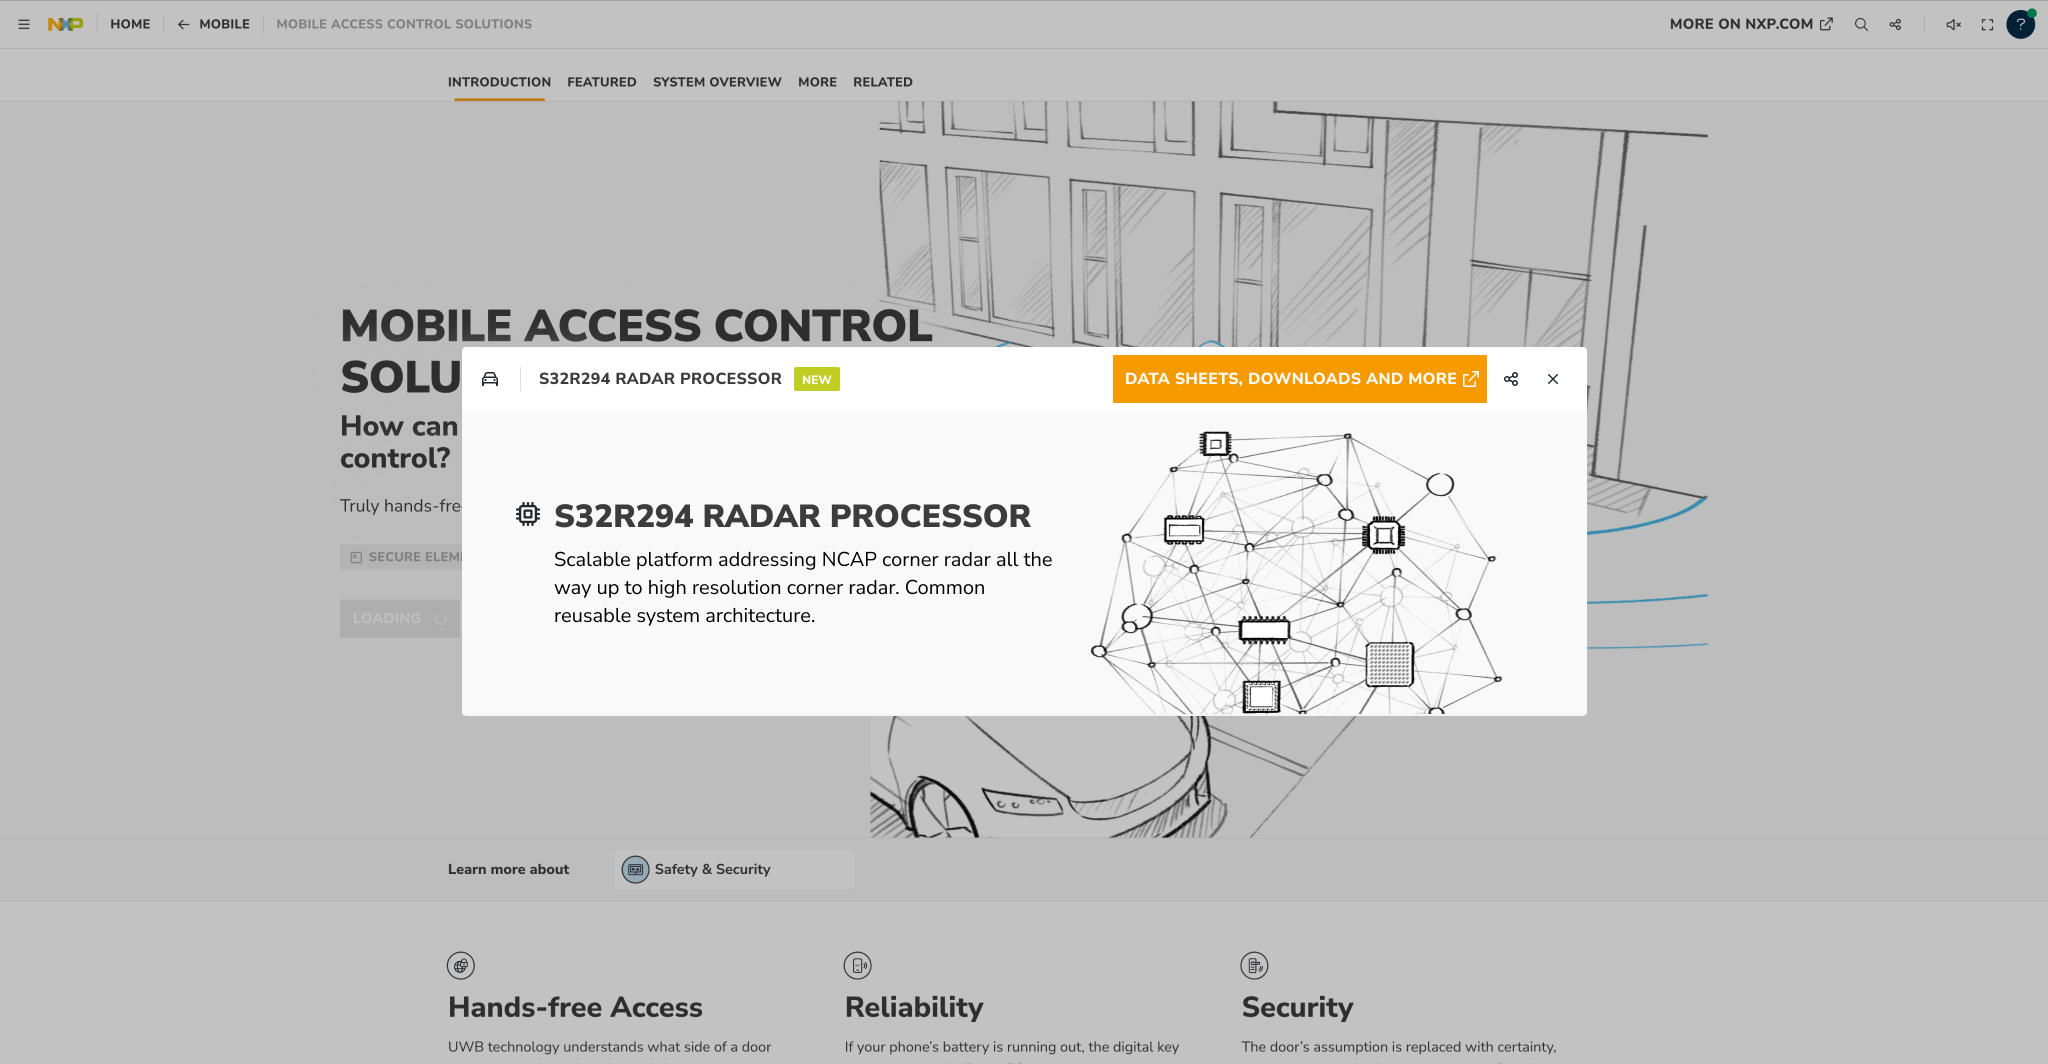 NXP
HOME
MOBILE
MOBILE ACCESS CONTROL SOLUTIONS
MORE ON NXP.COM
?
INTRODUCTION
FEATURED
SYSTEM OVERVIEW
MORE
RELATED
MOBILE ACCESS CONTROL
SOLU
How can
control?
Truly hands-fre
SECURE ELEM
LOADING
S32R294 RADAR PROCESSOR
NEW
DATA SHEETS, DOWNLOADS AND MORE
S32R294 RADAR PROCESSOR
Scalable platform addressing NCAP corner radar all the
way up to high resolution corner radar. Common
reusable system architecture.
Learn more about
Safety & Security
Hands-free Access
UWB technology understands what side of a door
Reliability
If your phone's battery is running out, the digital key
Security
The door's assumption is replaced with certainty,